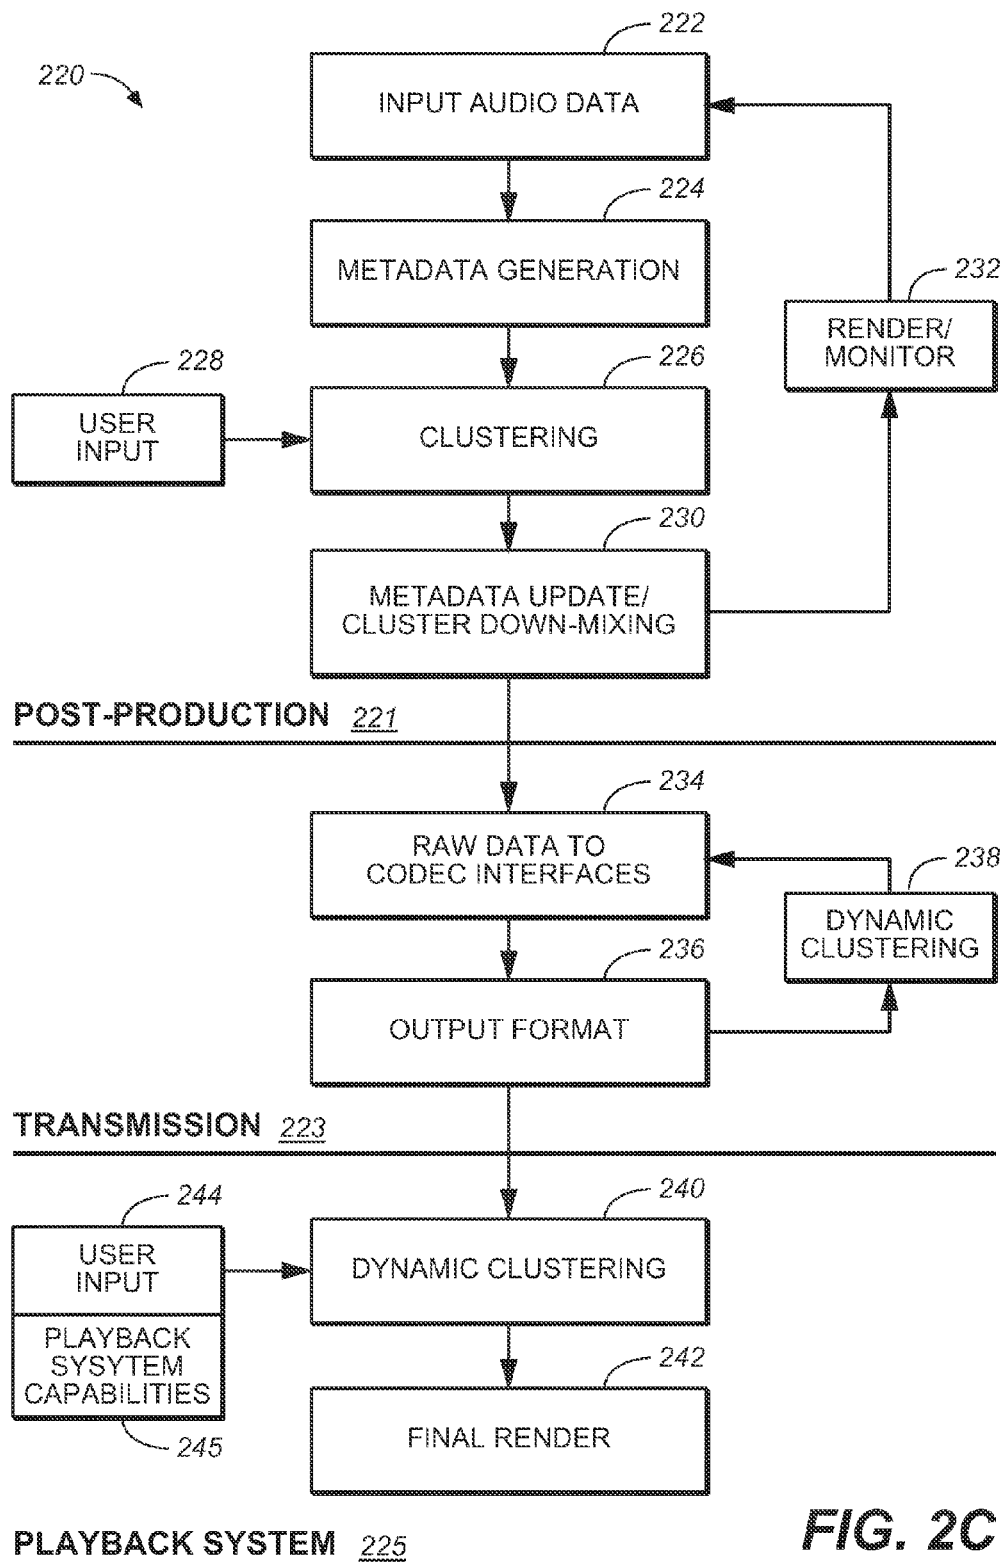 222
220
INPUT AUDIO DATA
224
METADATA GENERATION
232
RENDER/
MONITOR
226
228
USER
INPUT
CLUSTERING
230
METADATA UPDATE/
CLUSTER DOWN-MIXING
POST-PRODUCTION 221
234
RAW DATA TO
CODEC INTERFACES
238
DYNAMIC
CLUSTERING
236
OUTPUT FORMAT
TRANSMISSION 223
240
244
USER
INPUT
DYNAMIC CLUSTERING
PLAYBACK
SYSYTEM
CAPABILITIES
245
242
FINAL RENDER
PLAYBACK SYSTEM 225
FIG. 2C